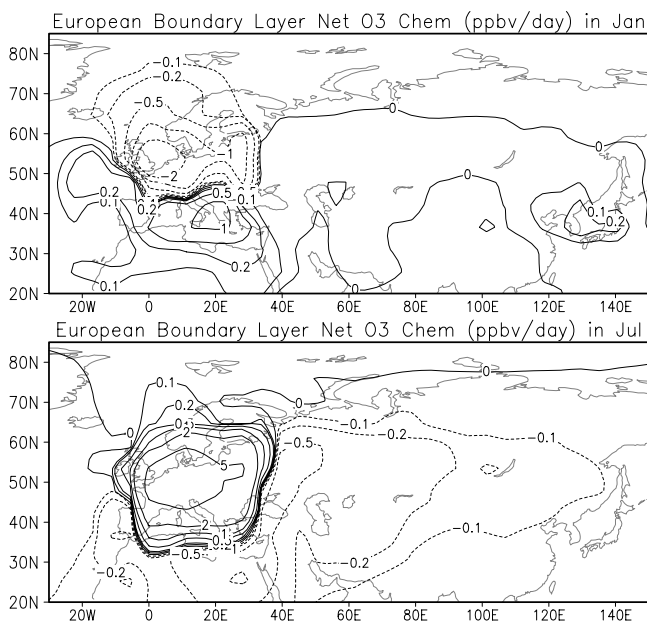 European Boundary Layer Net O3 Chem (ppbv/day) in Jan
80N
70N
60N
50N
40N
30N
20N
−0.1
−0.2
−0.5
−1
−2
0
0
0
0
0
0.5
0.1
0.2
0.1
0.1
0.2
1
0.2
0.1
0.1
0.2
20W
0
20E
40E
60E
80E
100E
120E
140E
European Boundary Layer Net O3 Chem (ppbv/day) in Jul
80N
70N
60N
50N
40N
30N
20N
0
0.1
0.2
0
0
2
5
2
−0.5
−0.1
−0.2
−0.1
−0.1
−0.5
−0.2
−0.2
20W
0
20E
40E
60E
80E
100E
120E
140E